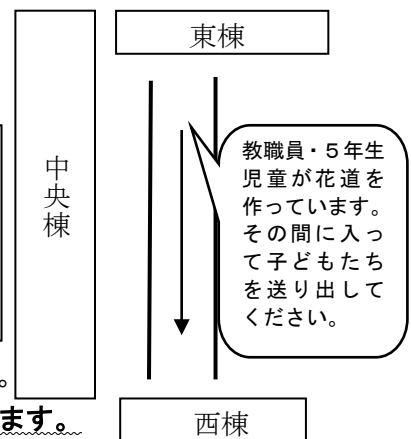 東棟
中央棟
教職員・５年生
児童が花道を
作っています。
その間に入っ
て子どもたち
を送り出して
ください。
。
ます。
西棟